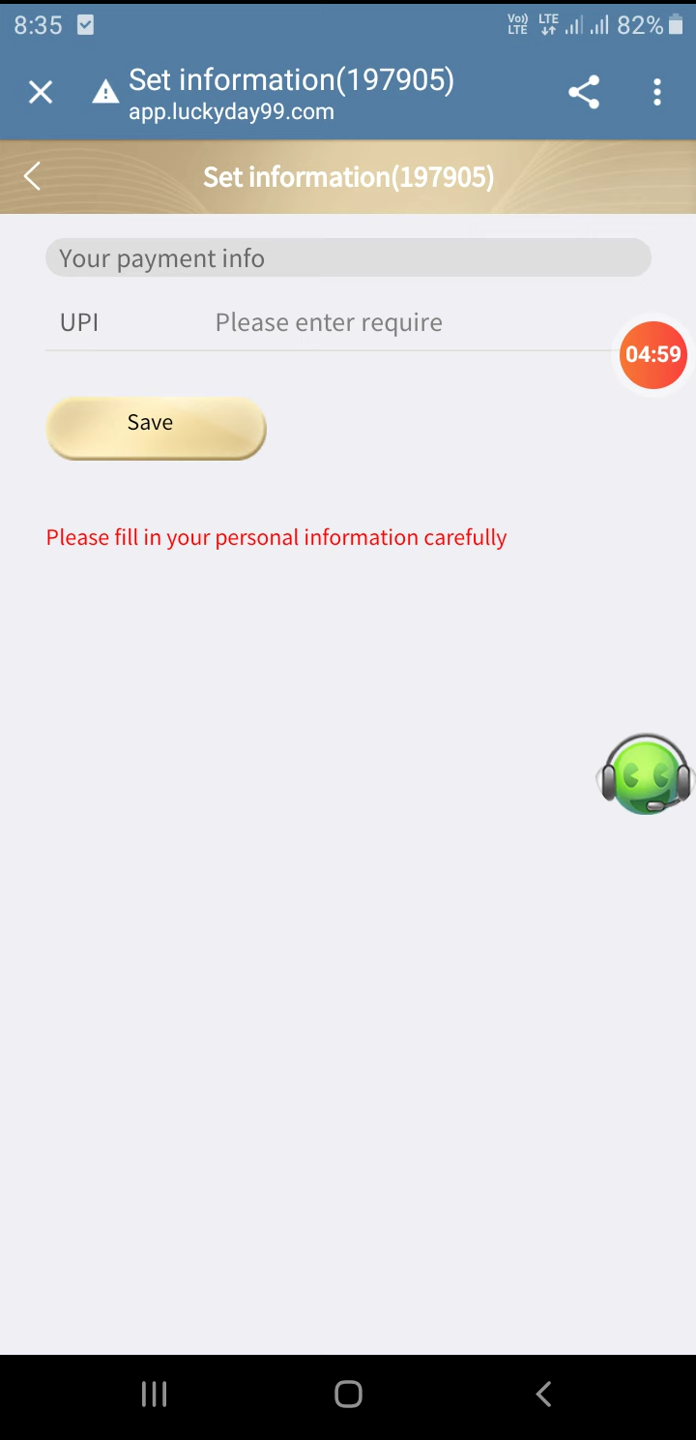 8:35
Vo)) LTE LTE 82%
Set information(197905)
app.luckyday99.com
Set information(197905)
Your payment info
UPI Please enter require
04:59
Save
Please fill in your personal information carefully